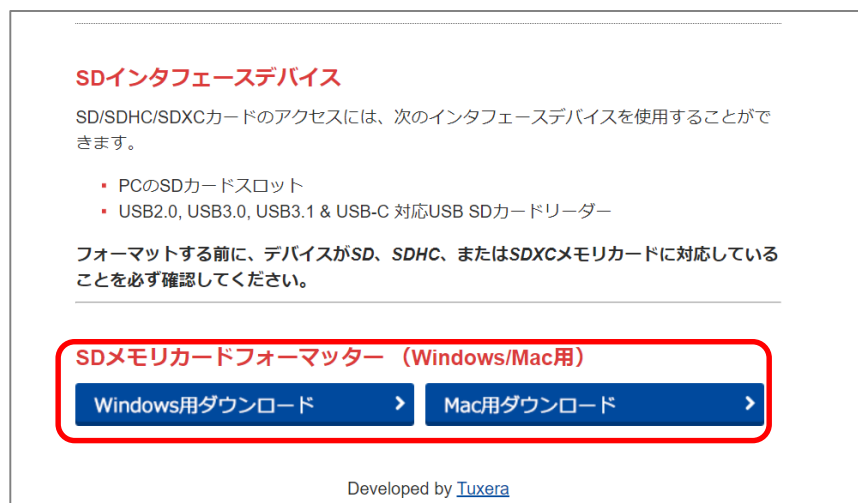 SDインタフェースデバイス
SD/SDHC/SDXCカードのアクセスには、次のインタフェースデバイスを使用することがで
きます。
PCのSDカードスロット
USB2.0, USB3.0, USB3.1 & USB-C 対応USB SDカードリーダー
フォーマットする前に、デバイスがSD、SDHC、またはSDXCメモリカードに対応している
ことを必ず確認してください。
SDメモリカードフォーマッター （Windows/Mac用）
Windows用ダウンロード
Mac用ダウンロード
Developed by Tuxera